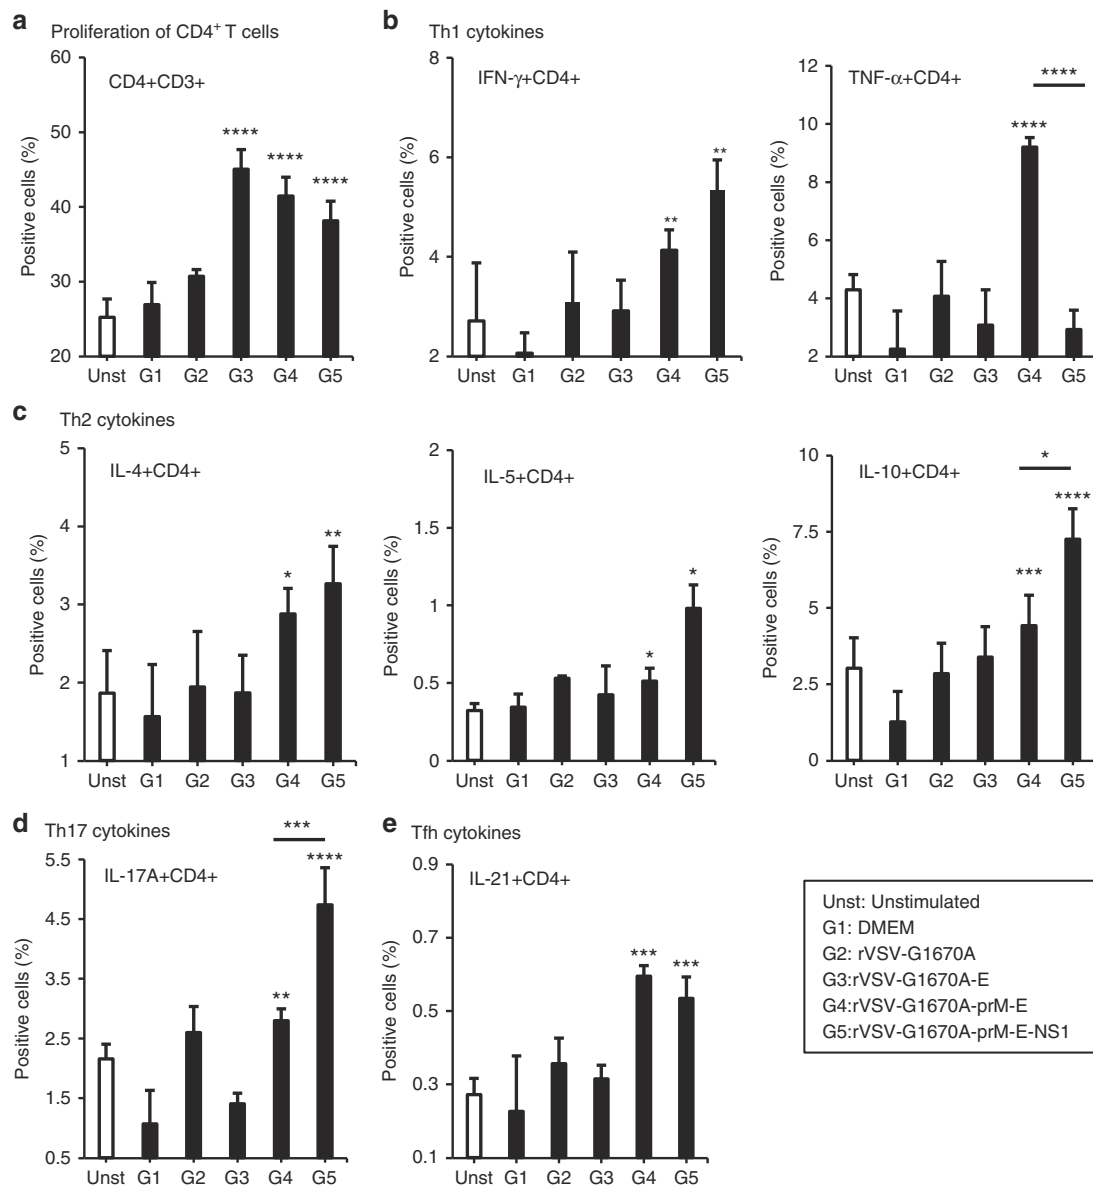 a Proliferation of CD4+ T cells
CD4+CD3+
Positive cells (%)
60
50
40
30
20
**** **** ****
Unst G1 G2 G3 G4 G5
b Th1 cytokines
IFN-γ+CD4+
Positive cells (%)
8
6
4
2
** **
Unst G1 G2 G3 G4 G5
TNF-α+CD4+
****
Positive cells (%)
12
10
8
6
4
2
****
Unst G1 G2 G3 G4 G5
c Th2 cytokines
IL-4+CD4+
Positive cells (%)
5
4
3
2
1
* **
Unst G1 G2 G3 G4 G5
IL-5+CD4+
Positive cells (%)
2
1.5
1
0.5
0
* *
Unst G1 G2 G3 G4 G5
IL-10+CD4+
*
Positive cells (%)
10
7.5
5
2.5
0
*** ****
Unst G1 G2 G3 G4 G5
d Th17 cytokines
***
IL-17A+CD4+
Positive cells (%)
5.5
4.5
3.5
2.5
1.5
0.5
** ****
Unst G1 G2 G3 G4 G5
e Tfh cytokines
IL-21+CD4+
Positive cells (%)
0.9
0.7
0.5
0.3
0.1
*** ***
Unst G1 G2 G3 G4 G5
Unst: Unstimulated
G1: DMEM
G2: rVSV-G1670A
G3:rVSV-G1670A-E
G4:rVSV-G1670A-prM-E
G5:rVSV-G1670A-prM-E-NS1